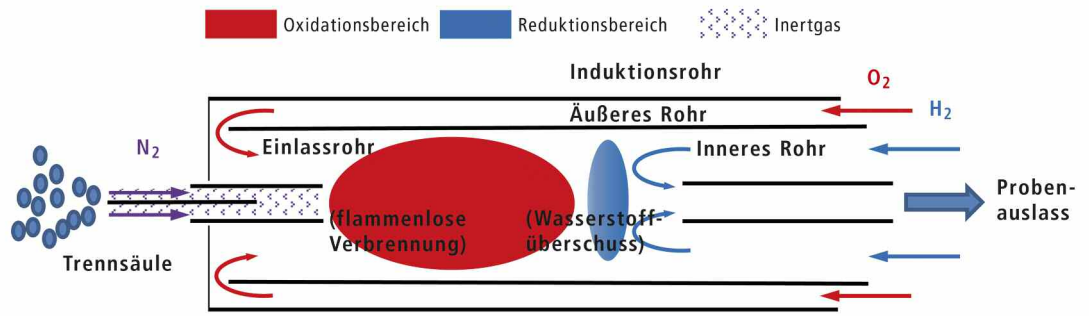 Oxidationsbereich
Reduktionsbereich
Inertgas
Induktionsrohr
O2
Äußeres Rohr
H2
N2
Einlassrohr
Inneres Rohr
Proben-
auslass
(flammenlose
Verbrennung)
(Wasserstoff-
überschuss)
Trennsäule